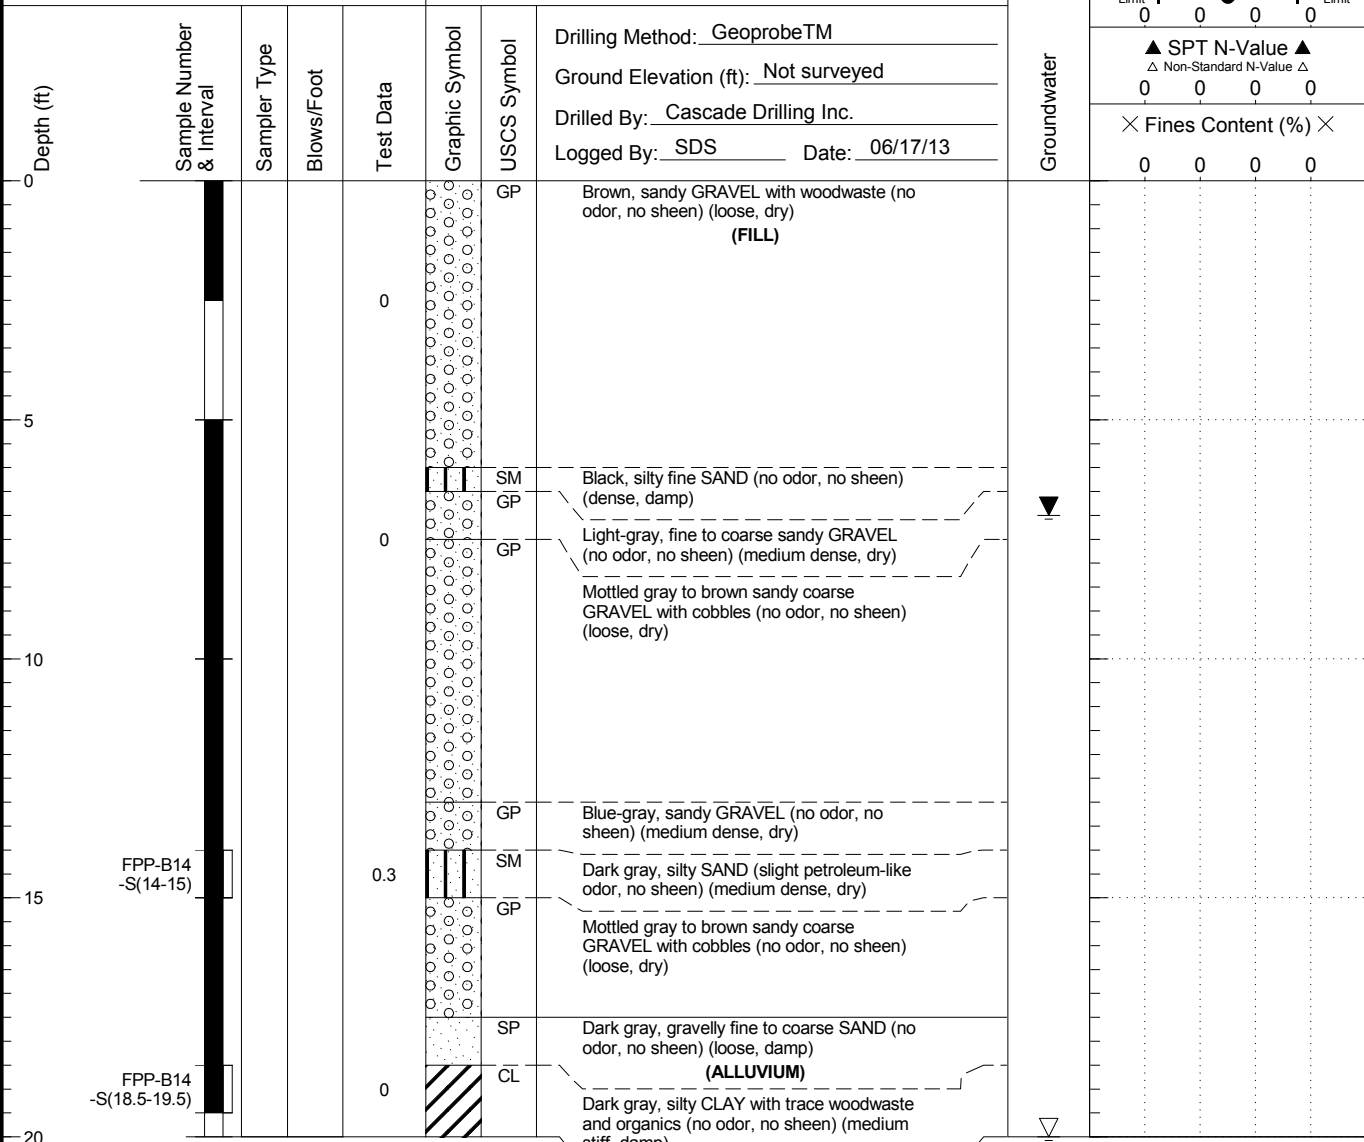 Limit Limit
0 0 0 0
Depth (ft)
Sample Number
& Interval
Sampler Type
Blows/Foot
Test Data
Graphic Symbol
USCS Symbol
Drilling Method: GeoprobeTM
Ground Elevation (ft): Not surveyed
Drilled By: Cascade Drilling Inc.
Logged By: SDS Date: 06/17/13
Groundwater
▲ SPT N-Value ▲
△ Non-Standard N-Value △
0 0 0 0
× Fines Content (%) ×
0 0 0 0
0
GP
Brown, sandy GRAVEL with woodwaste (no
odor, no sheen) (loose, dry)
(FILL)
0
5
SM
Black, silty fine SAND (no odor, no sheen)
(dense, damp)
GP
Light-gray, fine to coarse sandy GRAVEL
(no odor, no sheen) (medium dense, dry)
0
GP
Mottled gray to brown sandy coarse
GRAVEL with cobbles (no odor, no sheen)
(loose, dry)
10
GP
Blue-gray, sandy GRAVEL (no odor, no
sheen) (medium dense, dry)
FPP-B14
-S(14-15)
0.3
SM
Dark gray, silty SAND (slight petroleum-like
odor, no sheen) (medium dense, dry)
15
GP
Mottled gray to brown sandy coarse
GRAVEL with cobbles (no odor, no sheen)
(loose, dry)
SP
Dark gray, gravelly fine to coarse SAND (no
odor, no sheen) (loose, damp)
(ALLUVIUM)
FPP-B14
-S(18.5-19.5)
0
CL
Dark gray, silty CLAY with trace woodwaste
and organics (no odor, no sheen) (medium
stiff, damp)
20